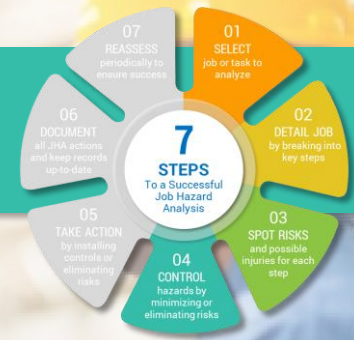 7
STEPS
To a Successful
Job Hazard
Analysis
01
SELECT
job or task to
analyze
02
DETAIL JOB
by breaking into
key steps
03
SPOT RISKS
and possible
injuries for each
step
04
CONTROL
hazards by
minimizing or
eliminating risks
05
TAKE ACTION
by installing
controls or
eliminating
risks
06
DOCUMENT
all JHA actions
and keep records
up-to-date
07
REASSESS
periodically to
ensure success